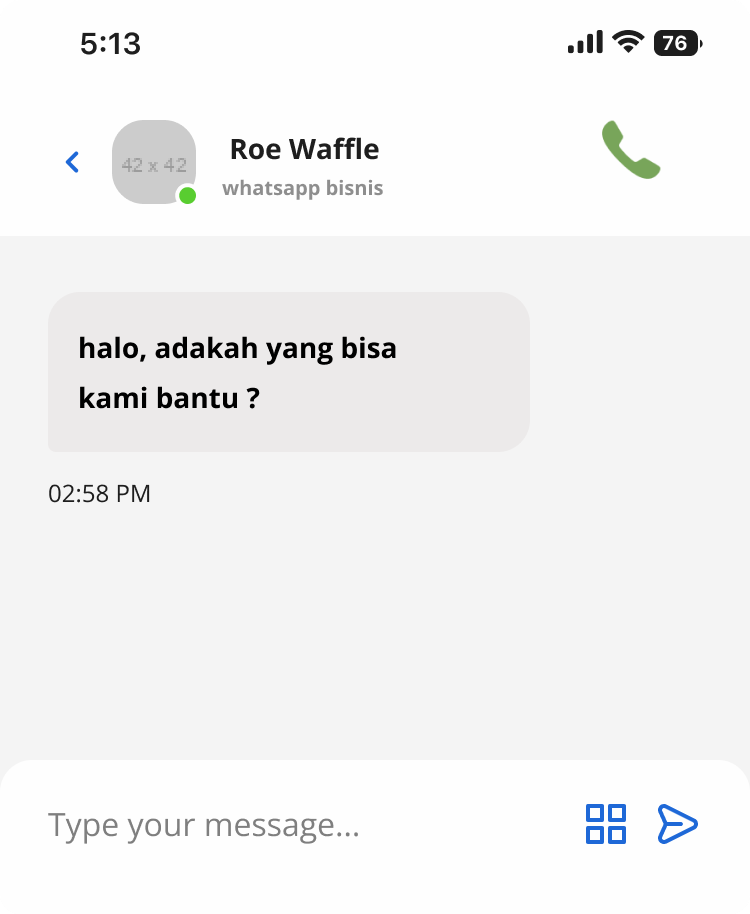 5:13
76
42 x 42
Roe Waffle
whatsapp bisnis
halo, adakah yang bisa
kami bantu ?
02:58 PM
Type your message...